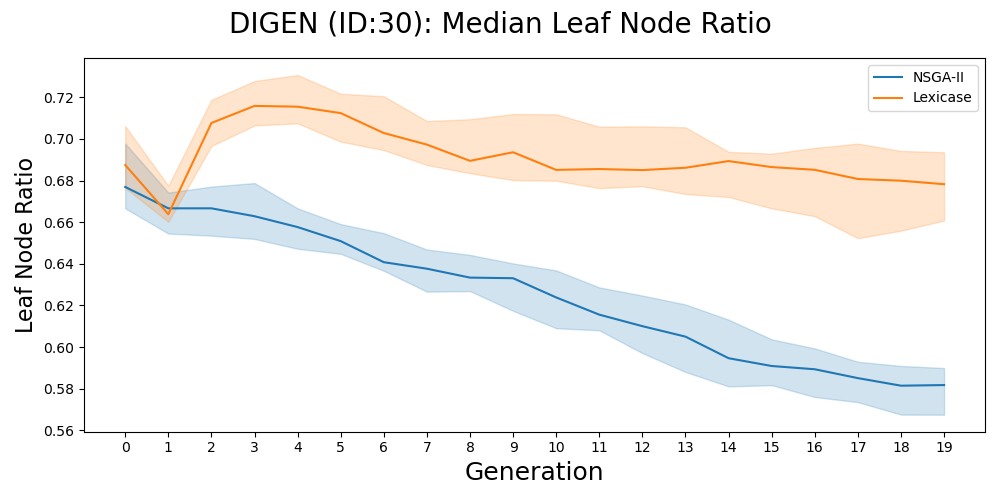 DIGEN (ID:30): Median Leaf Node Ratio
NSGA-II
Lexicase
Leaf Node Ratio
0.72
0.70
0.68
0.66
0.64
0.62
0.60
0.58
0.56
0 1 2 3 4 5 6 7 8 9 10 11 12 13 14 15 16 17 18 19
Generation